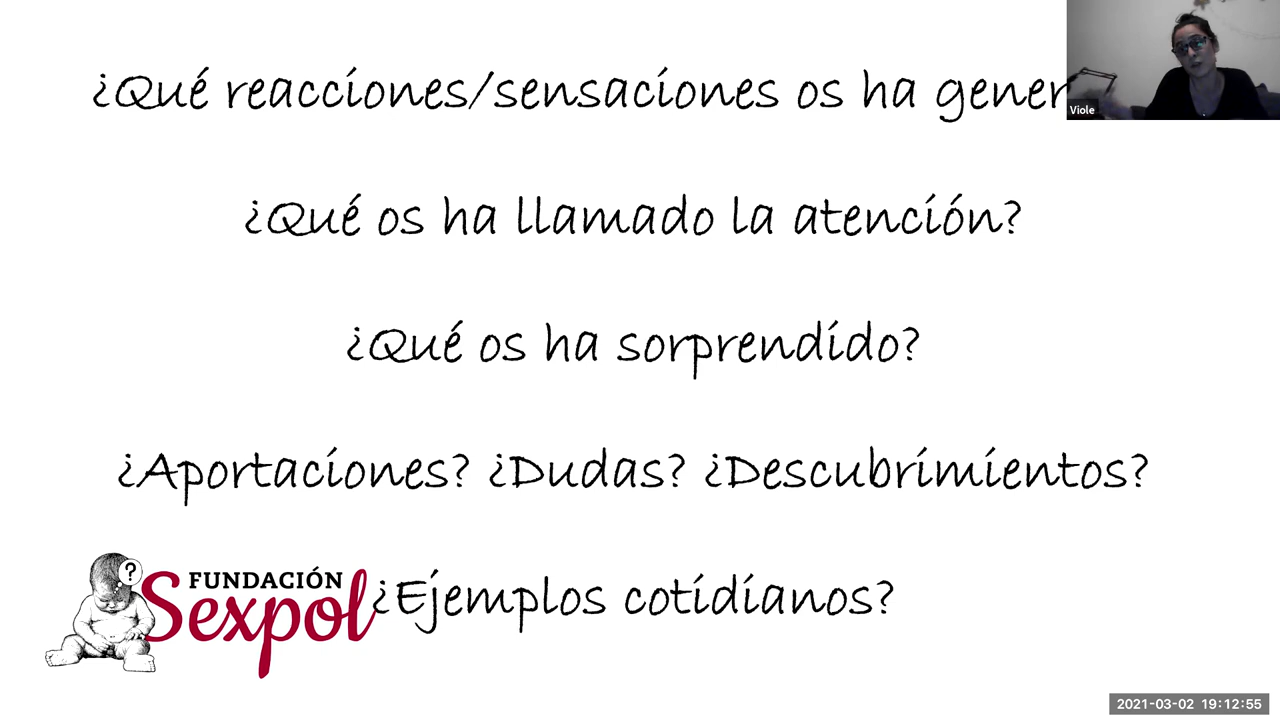 ¿Qué reacciones/sensaciones os ha gener
Viole
¿Qué os ha llamado la atención?
¿Qué os ha sorprendido?
¿Aportaciones? ¿Dudas? ¿Descubrimientos?
?
FUNDACIÓN
Sexpol
¿Ejemplos cotidianos?
2021-03-02 19:12:55